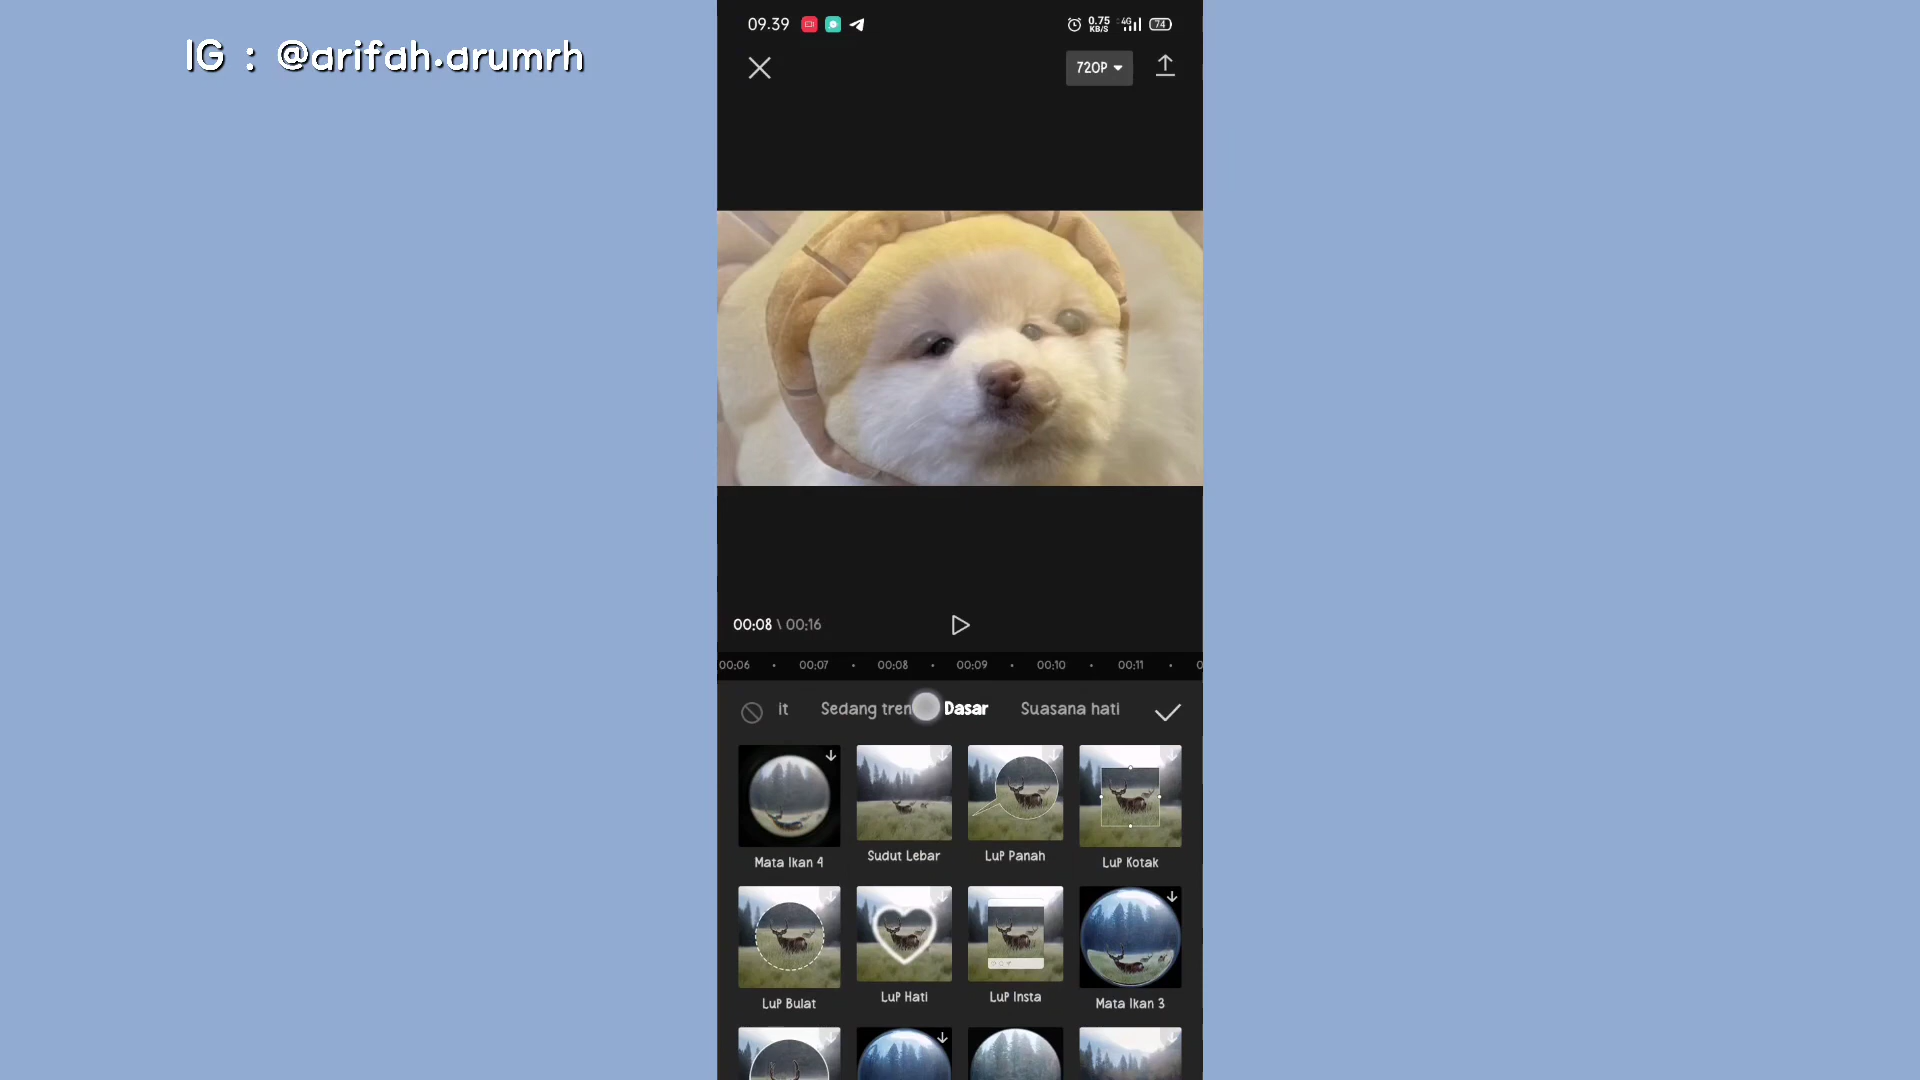 IG : @arifah.arumrh
09.39
0.75 KB/S 4G 74
720P
00:08 \ 00:16
00:06 00:07 00:08 00:09 00:10 00:11
it Sedang tren Dasar Suasana hati
Mata Ikan 4 Sudut Lebar Lup Panah Lup Kotak
Lup Bulat Lup Hati Lup Insta Mata Ikan 3